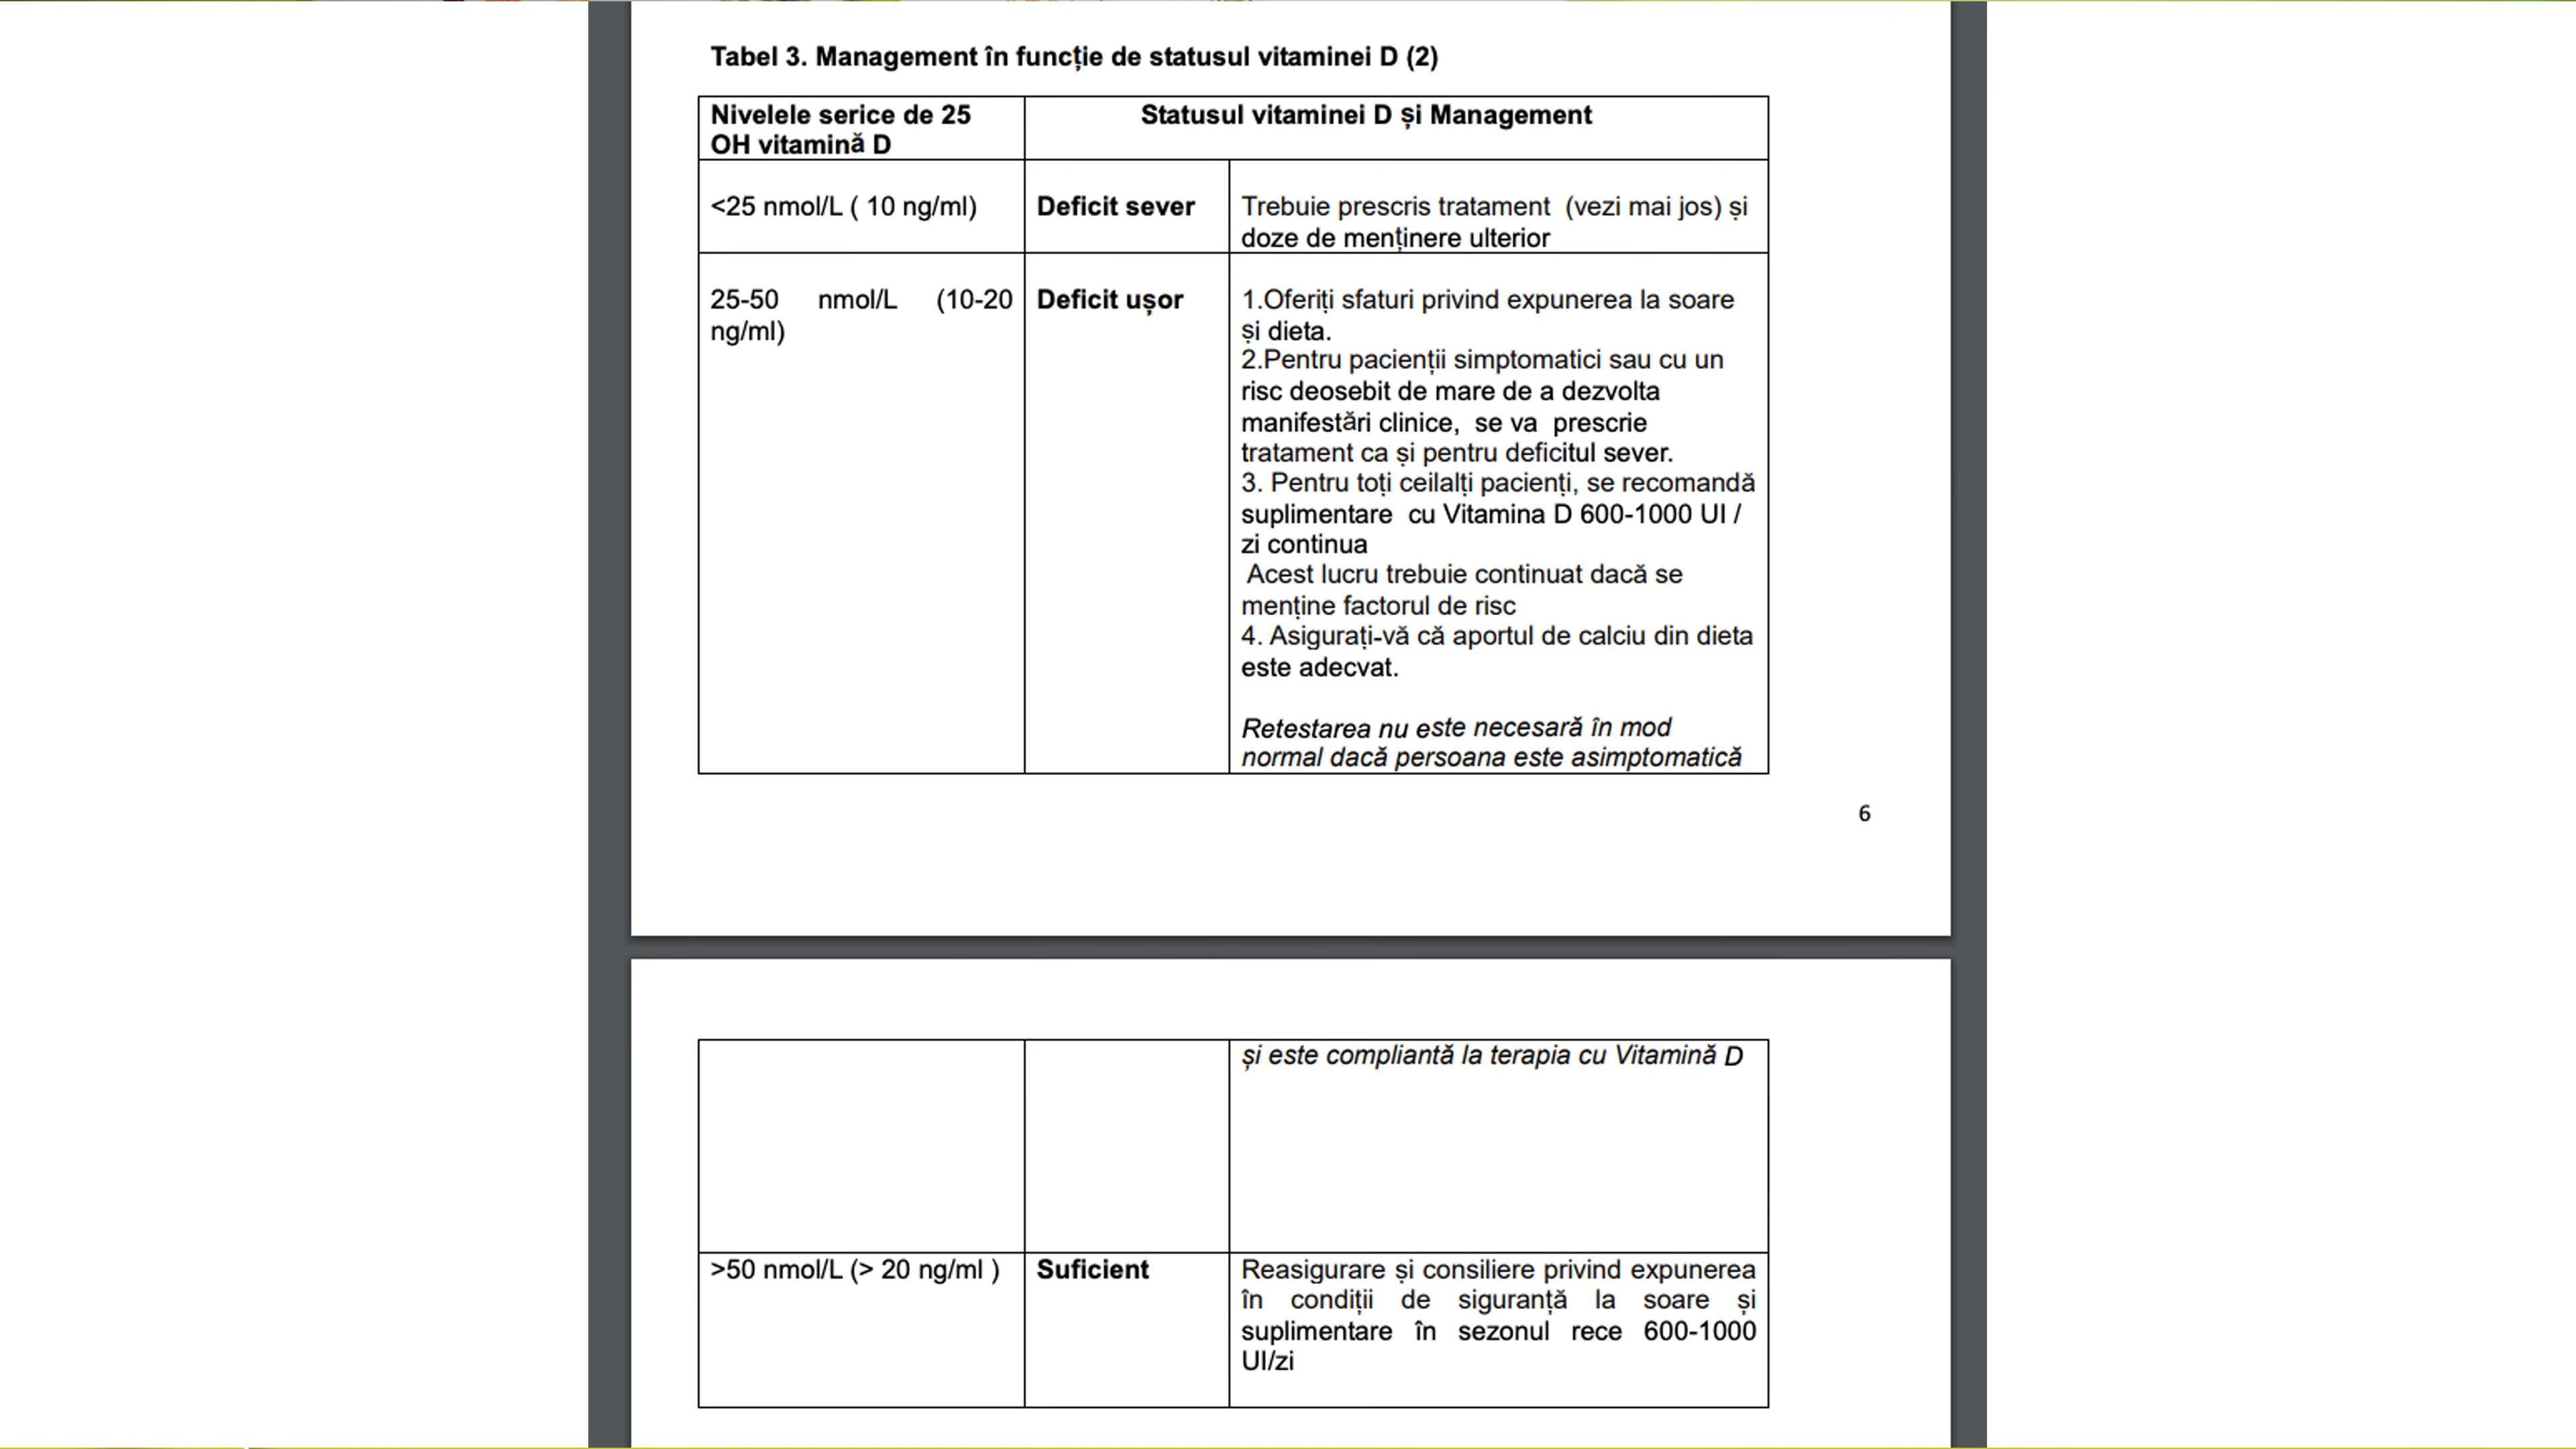 Tabel 3. Management în funcție de statusul vitaminei D (2)
Nivelele serice de 25
OH vitamină D
Statusul vitaminei D și Management
<25 nmol/L ( 10 ng/ml)
Deficit sever
Trebuie prescris tratament (vezi mai jos) și
doze de menținere ulterior
25-50 nmol/L (10-20
ng/ml)
Deficit ușor
1.Oferiți sfaturi privind expunerea la soare
și dieta.
2.Pentru pacienții simptomatici sau cu un
risc deosebit de mare de a dezvolta
manifestări clinice, se va prescrie
tratament ca și pentru deficitul sever.
3. Pentru toți ceilalți pacienți, se recomandă
suplimentare cu Vitamina D 600-1000 UI /
zi continua
Acest lucru trebuie continuat dacă se
menține factorul de risc
4. Asigurați-vă că aportul de calciu din dieta
este adecvat.
Retestarea nu este necesară în mod
normal dacă persoana este asimptomatică
6
și este compliantă la terapia cu Vitamină D
>50 nmol/L (> 20 ng/ml )
Suficient
Reasigurare și consiliere privind expunerea
în condiții de siguranță la soare și
suplimentare în sezonul rece 600-1000
UI/zi